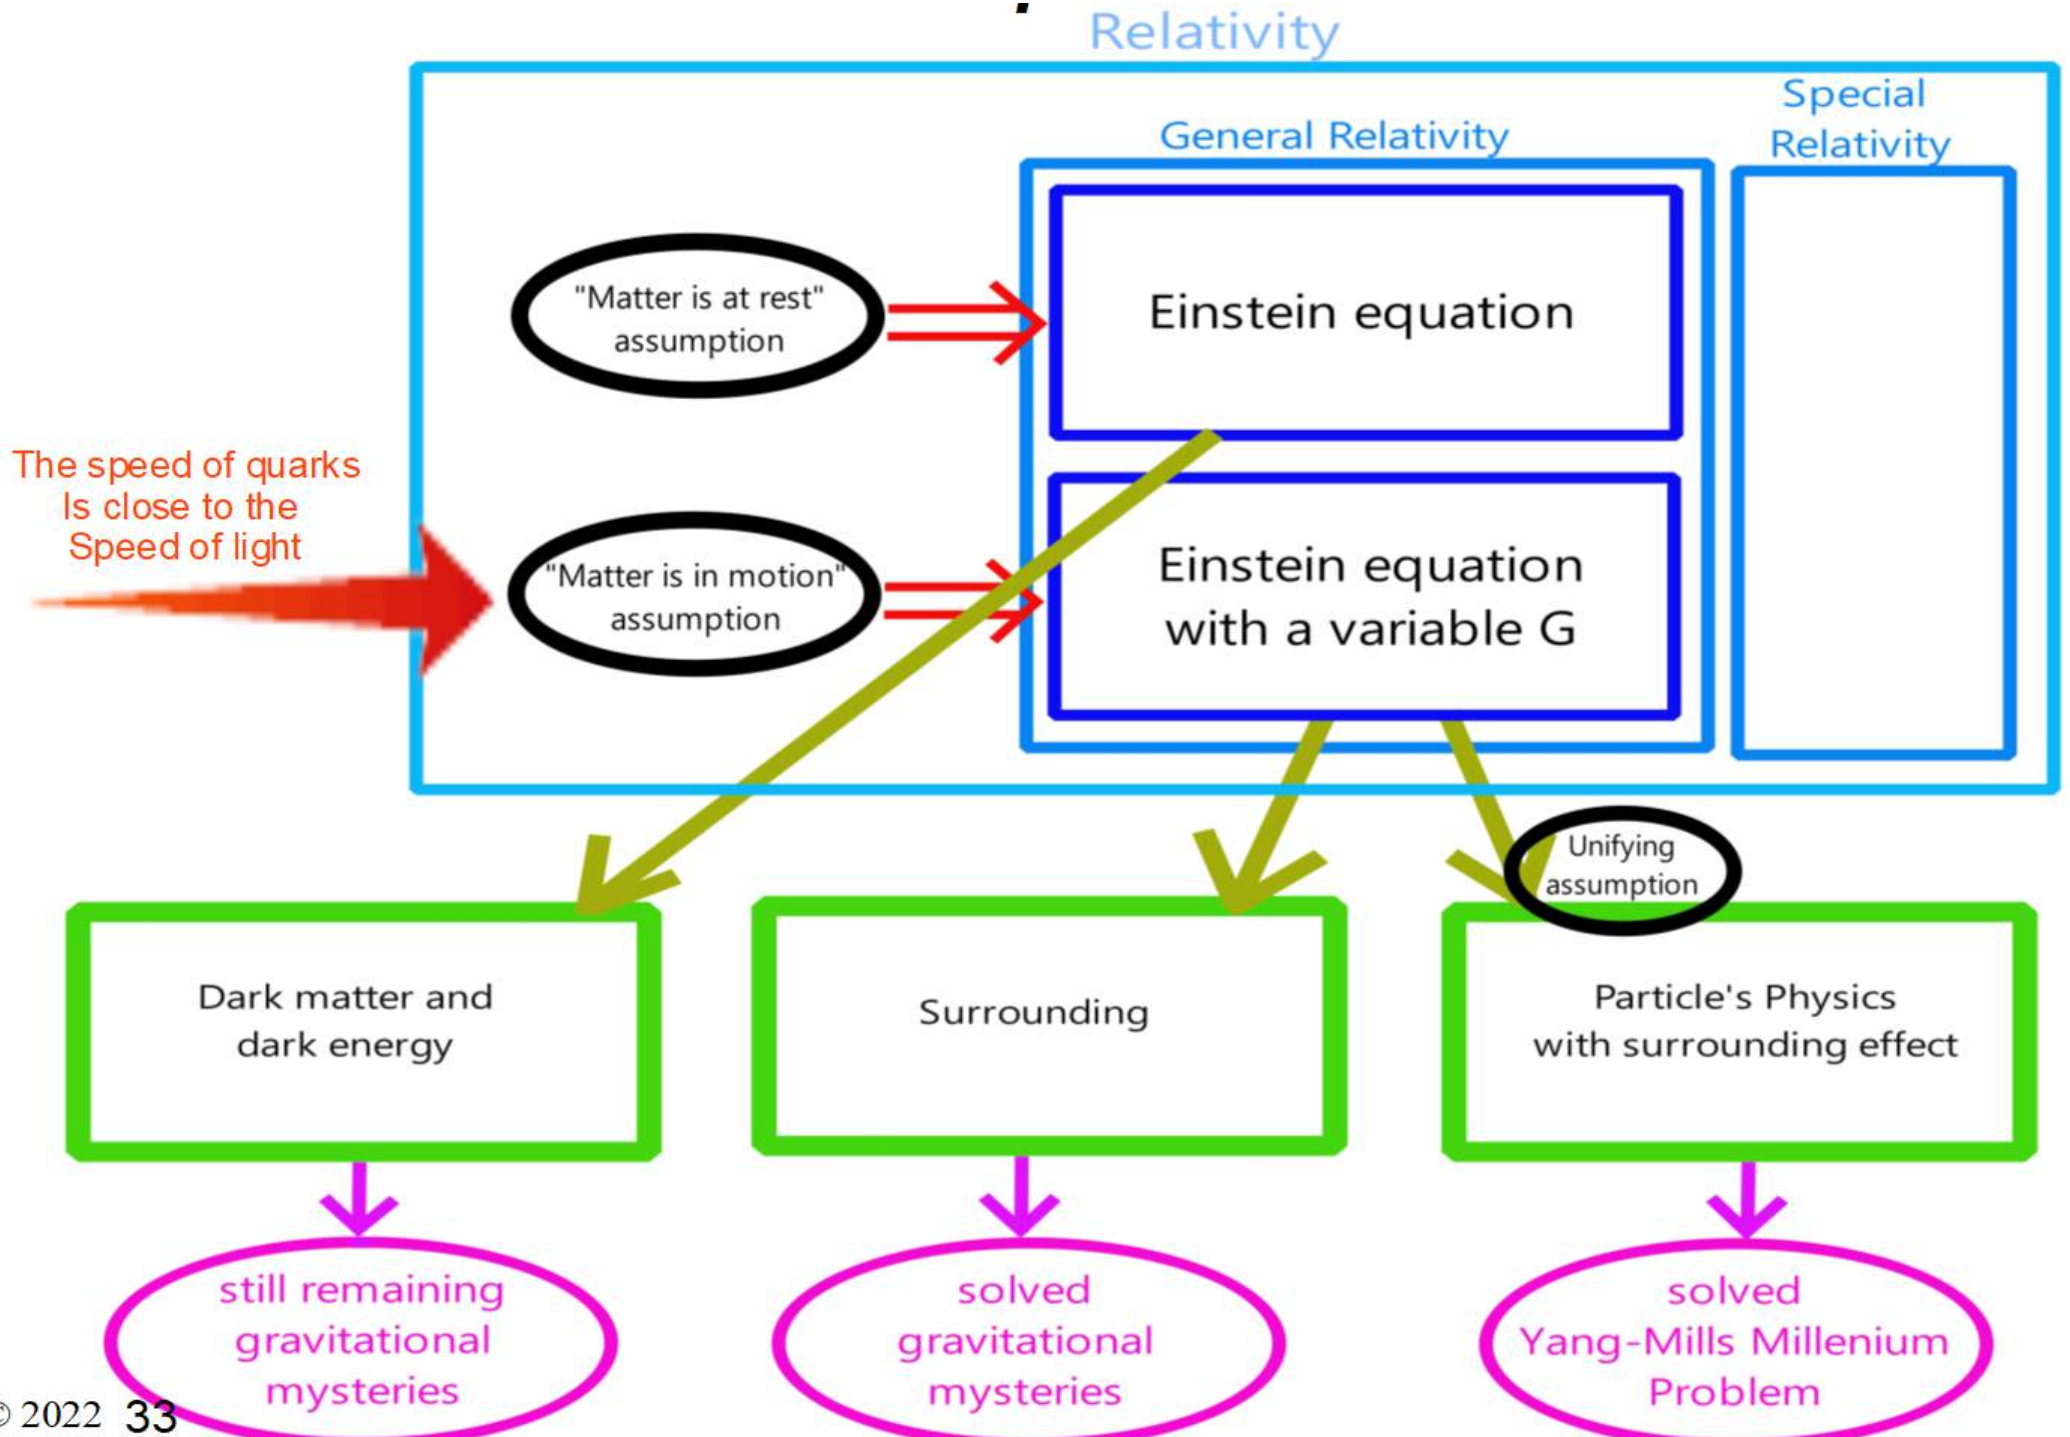 Relativity
Special
Relativity
General Relativity
"Matter is at rest"
assumption
Einstein equation
The speed of quarks
Is close to the
Speed of light
"Matter is in motion"
assumption
Einstein equation
with a variable G
Unifying
assumption
Dark matter and
dark energy
Surrounding
Particle's Physics
with surrounding effect
still remaining
gravitational
mysteries
solved
gravitational
mysteries
solved
Yang-Mills Millenium
Problem
© 2022 33